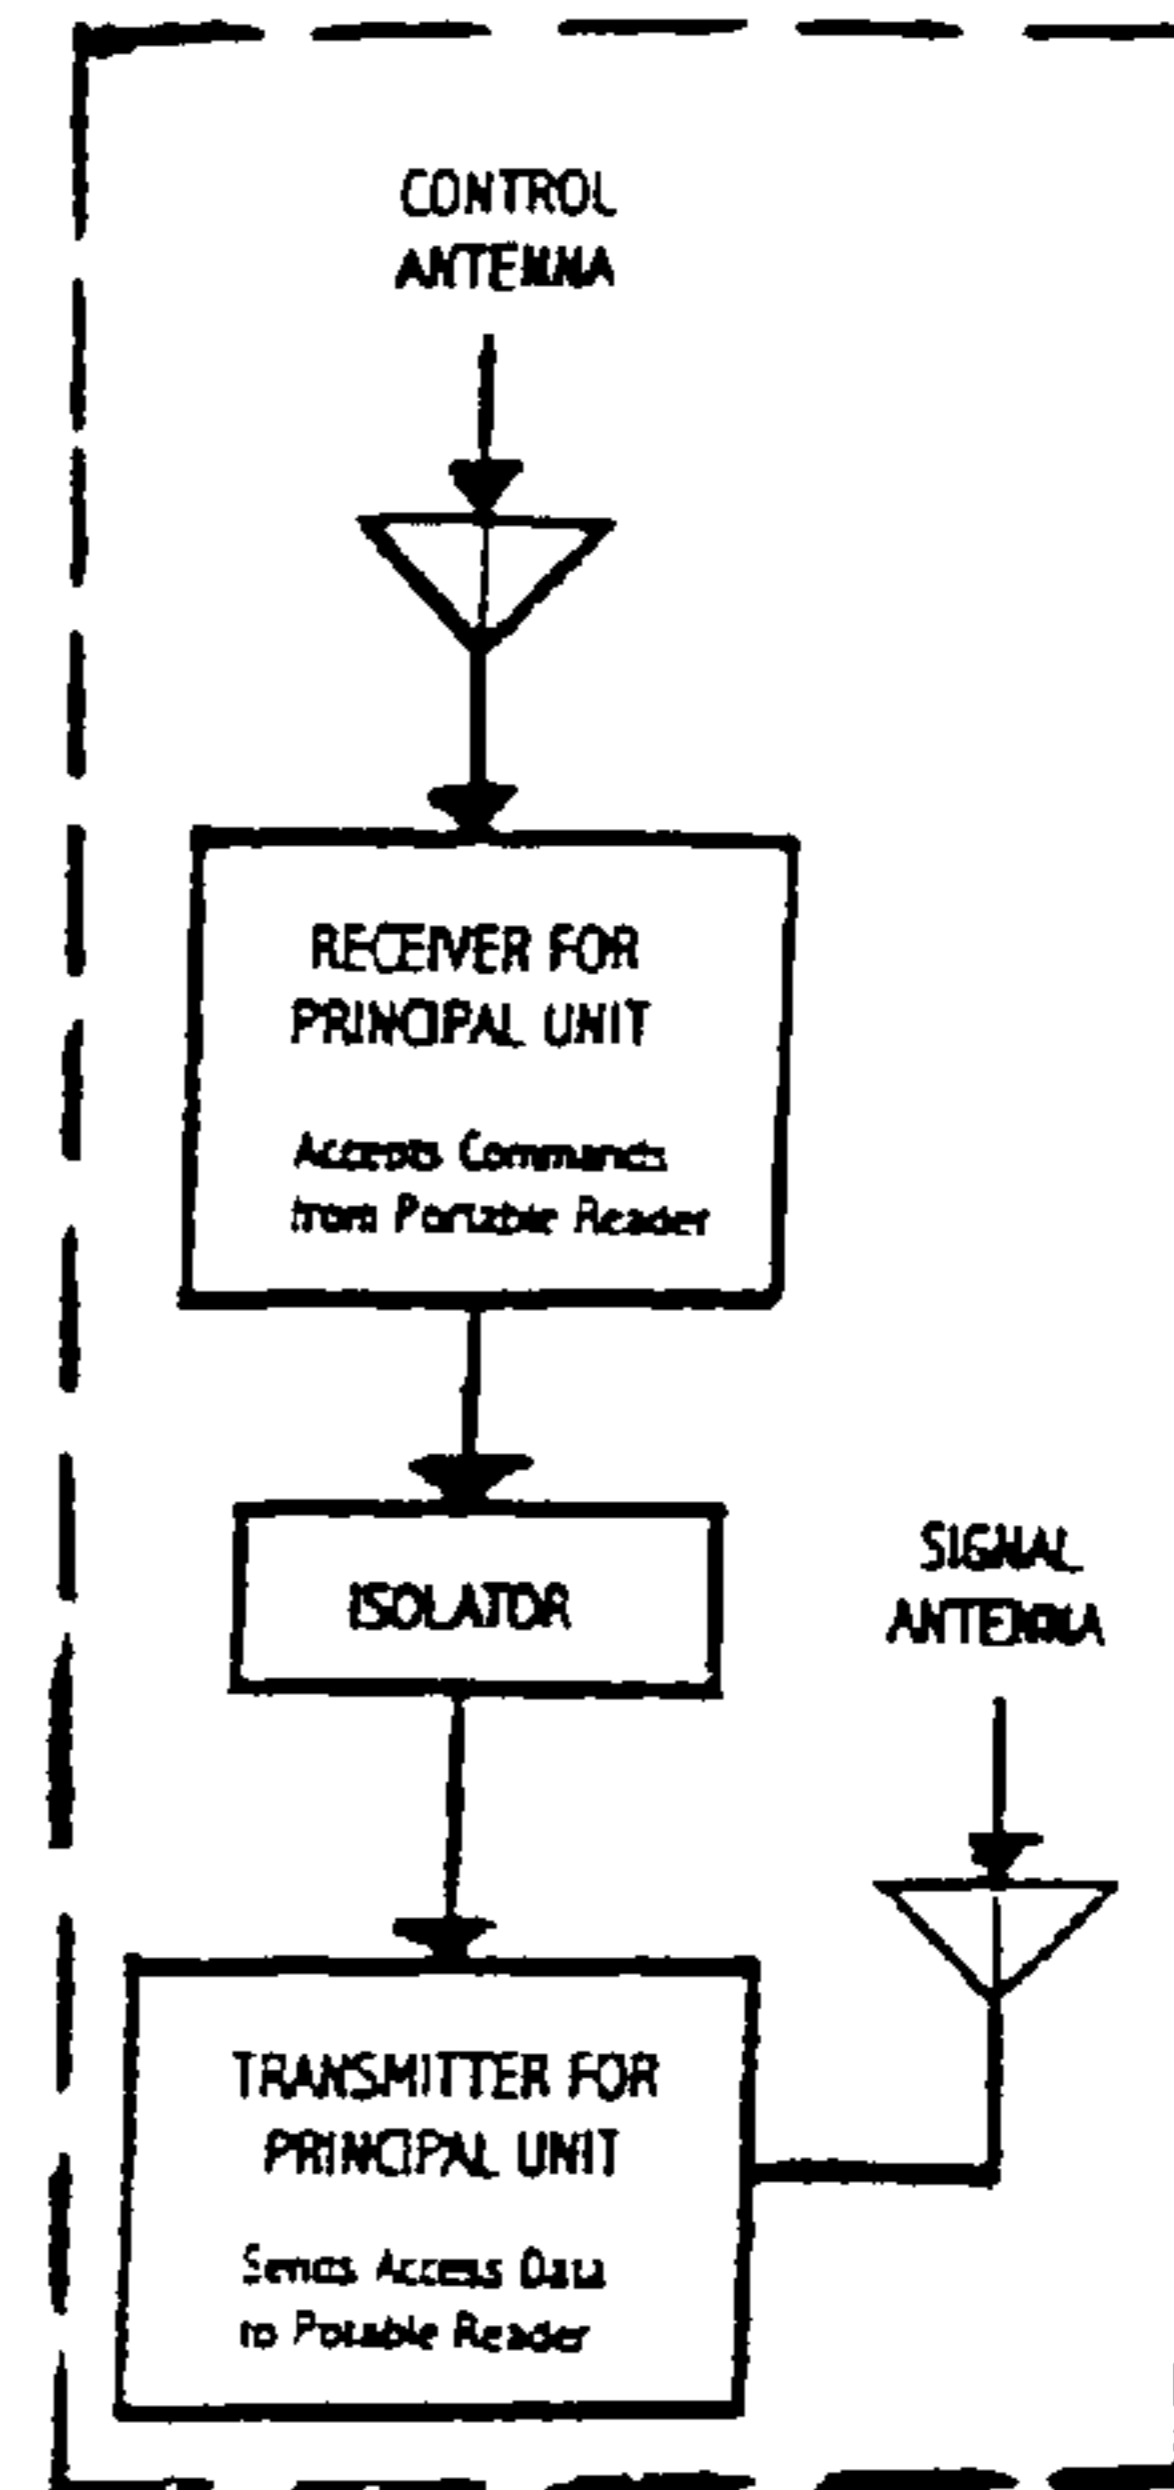 CONTROL
ANTENNA
RECEIVER FOR
PRINCIPAL UNIT
Accepts Commands
from Portable Reader
ISOLATOR
SIGNAL
ANTENNA
TRANSMITTER FOR
PRINCIPAL UNIT
Sends Access Data
to Potable Reader